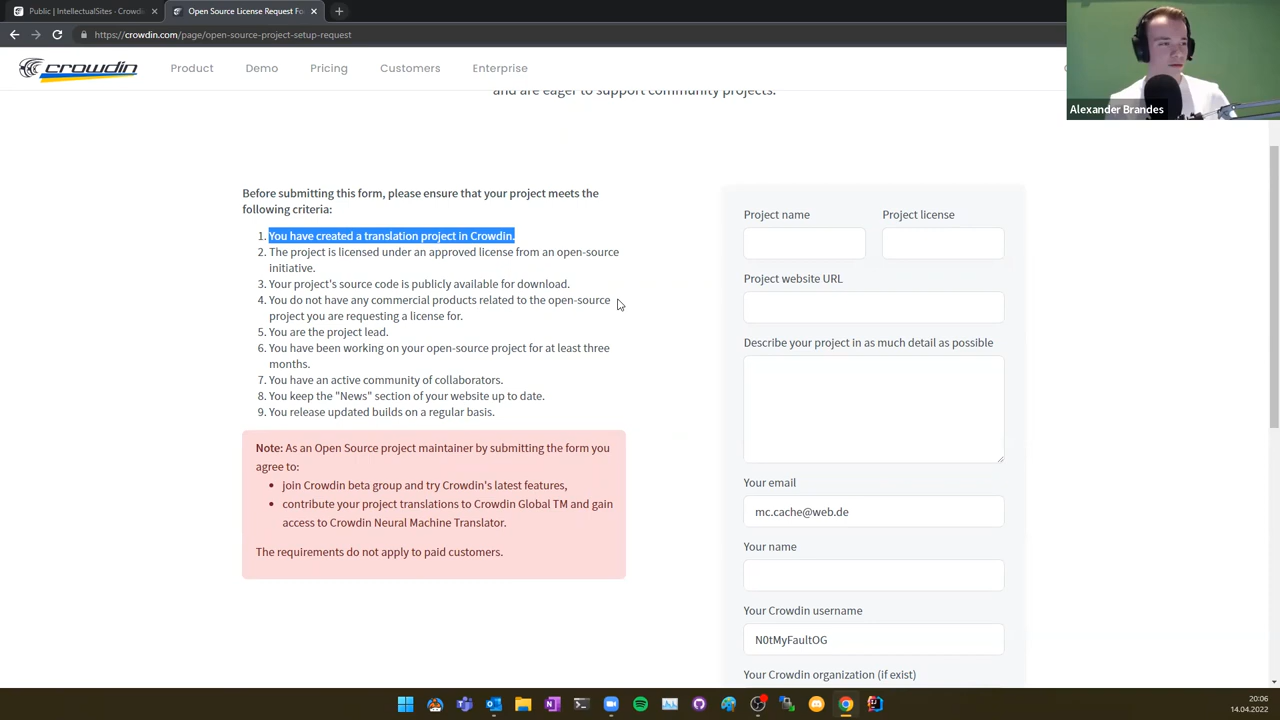 Public | IntellectualSites - Crowdi
Open Source License Request Fo
https://crowdin.com/page/open-source-project-setup-request
crowdin
Product
Demo
Pricing
Customers
Enterprise
Alexander Brandes
and are eager to support community projects.
Before submitting this form, please ensure that your project meets the
following criteria:
1. You have created a translation project in Crowdin.
2. The project is licensed under an approved license from an open-source
initiative.
3. Your project's source code is publicly available for download.
4. You do not have any commercial products related to the open-source
project you are requesting a license for.
5. You are the project lead.
6. You have been working on your open-source project for at least three
months.
7. You have an active community of collaborators.
8. You keep the "News" section of your website up to date.
9. You release updated builds on a regular basis.
Note: As an Open Source project maintainer by submitting the form you
agree to:
• join Crowdin beta group and try Crowdin's latest features,
• contribute your project translations to Crowdin Global TM and gain
access to Crowdin Neural Machine Translator.
The requirements do not apply to paid customers.
Project name
Project license
Project website URL
Describe your project in as much detail as possible
Your email
mc.cache@web.de
Your name
Your Crowdin username
N0tMyFaultOG
Your Crowdin organization (if exist)
20:06
14.04.2022